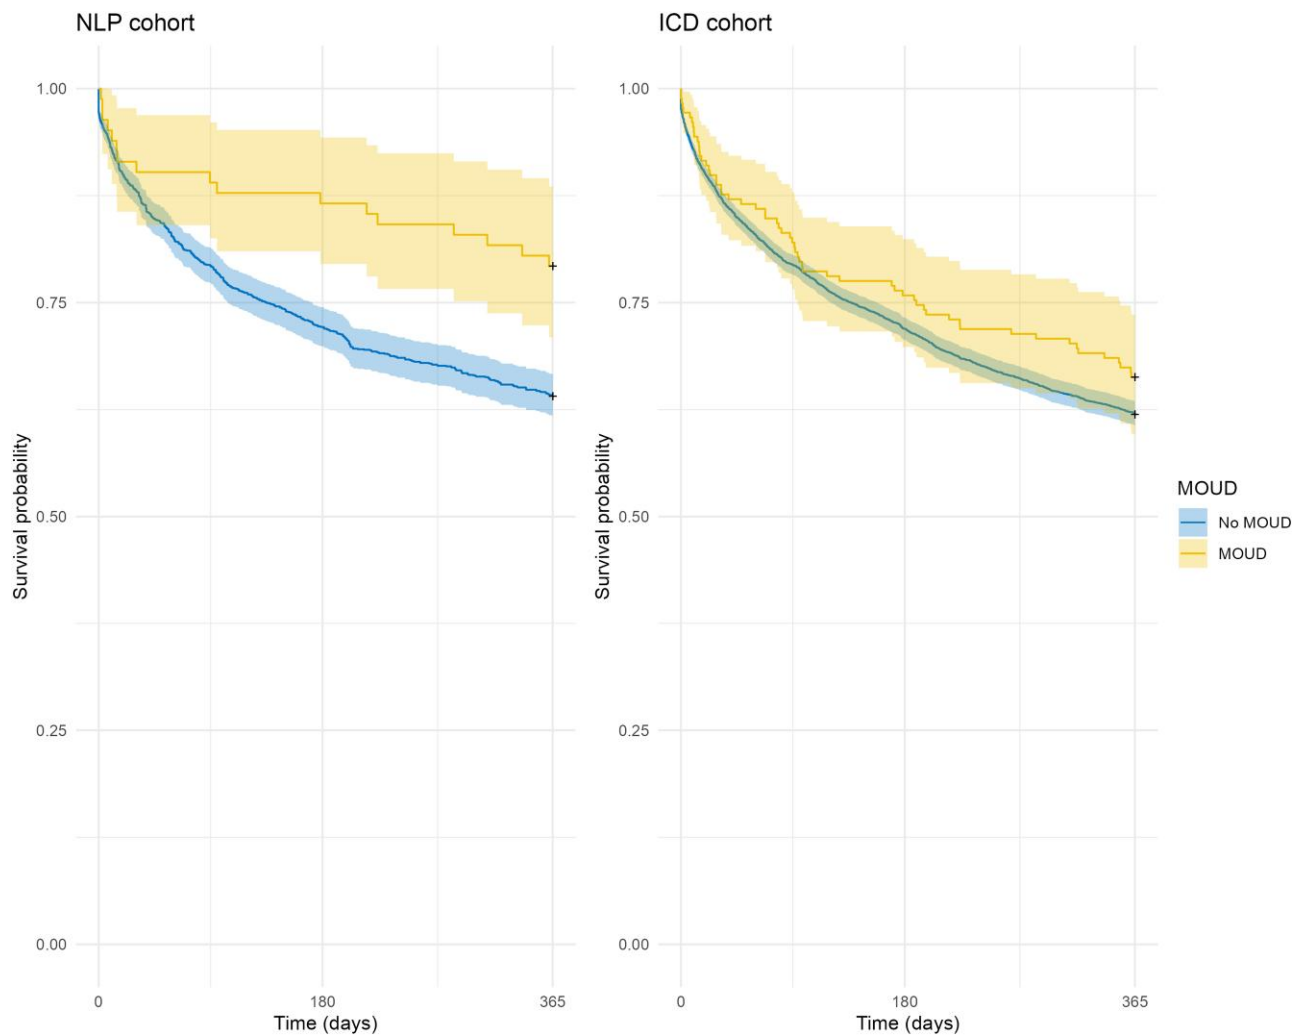 NLP cohort
1.00
0.75
0.50
0.25
0.00
Survival probability
0
180
365
Time (days)
ICD cohort
1.00
0.75
0.50
0.25
0.00
Survival probability
0
180
365
Time (days)
MOUD
No MOUD
MOUD